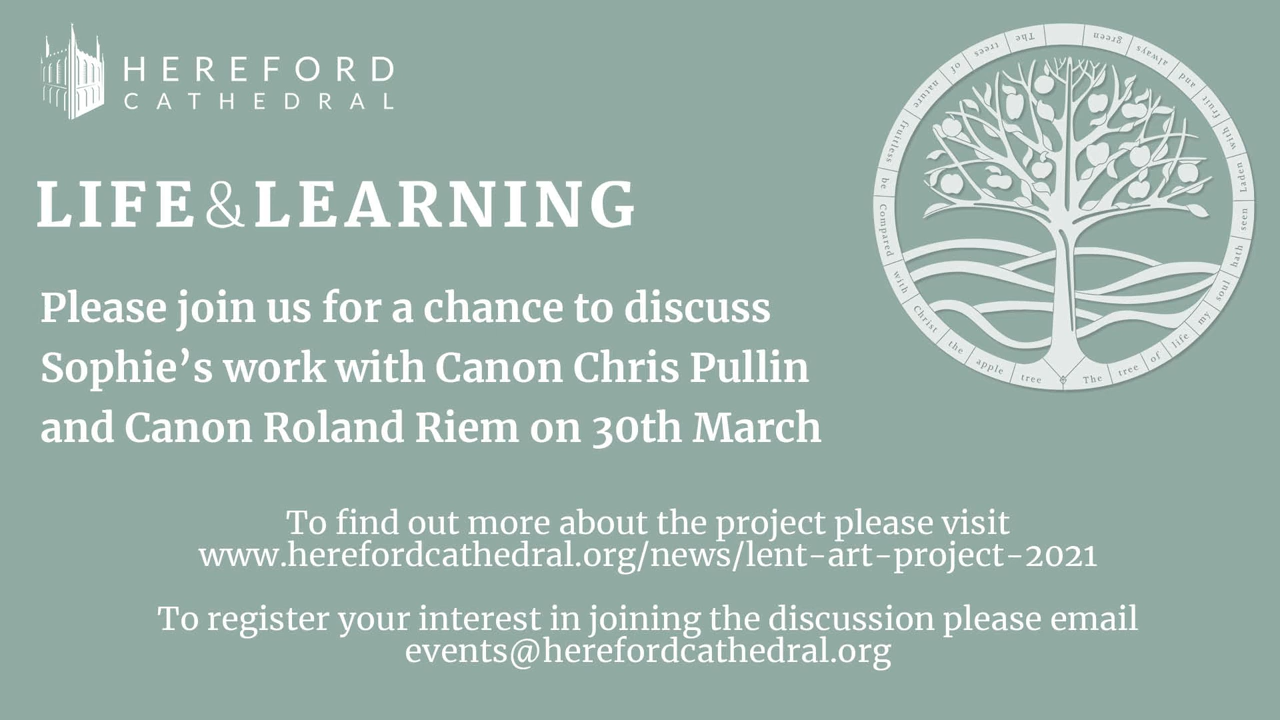 HEREFORD
CATHEDRAL
LIFE & LEARNING
Please join us for a chance to discuss
Sophie’s work with Canon Chris Pullin
and Canon Roland Riem on 30th March
The tree of life my soul hath seen Laden with fruit and always green The trees of nature fruitless be Compared with Christ the apple tree
To find out more about the project please visit
www.herefordcathedral.org/news/lent-art-project-2021
To register your interest in joining the discussion please email
events@herefordcathedral.org